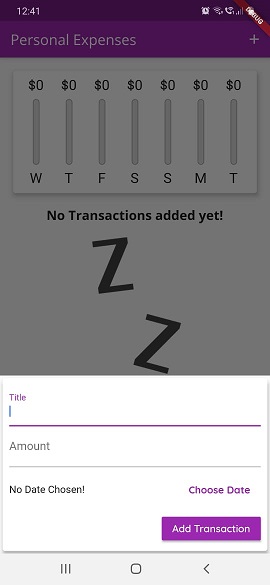 12:41
DEBUG
Personal Expenses +
$0 $0 $0 $0 $0 $0 $0
W T F S S M T
No Transactions added yet!
Z
Z
Title
Amount
No Date Chosen! Choose Date
Add Transaction